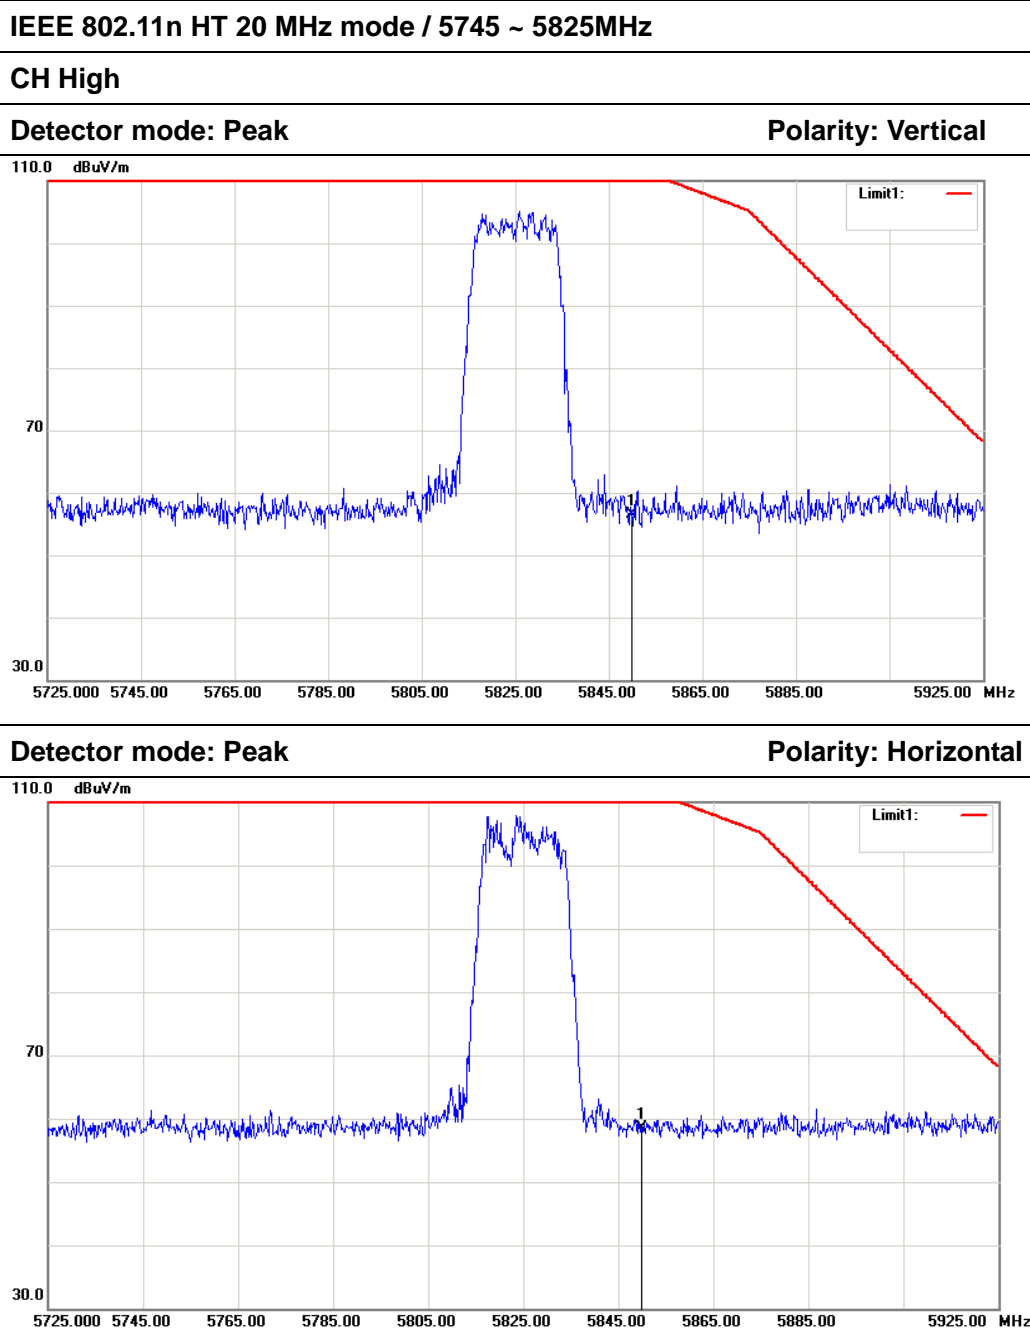 IEEE 802.11n HT 20 MHz mode / 5745 ~ 5825MHz
CH High
Detector mode: Peak Polarity: Vertical
110.0 dBuV/m
Limit1:
70
1
30.0
5725.000 5745.00 5765.00 5785.00 5805.00 5825.00 5845.00 5865.00 5885.00 5925.00 MHz
Detector mode: Peak Polarity: Horizontal
110.0 dBuV/m
Limit1:
70
1
30.0
5725.000 5745.00 5765.00 5785.00 5805.00 5825.00 5845.00 5865.00 5885.00 5925.00 MHz